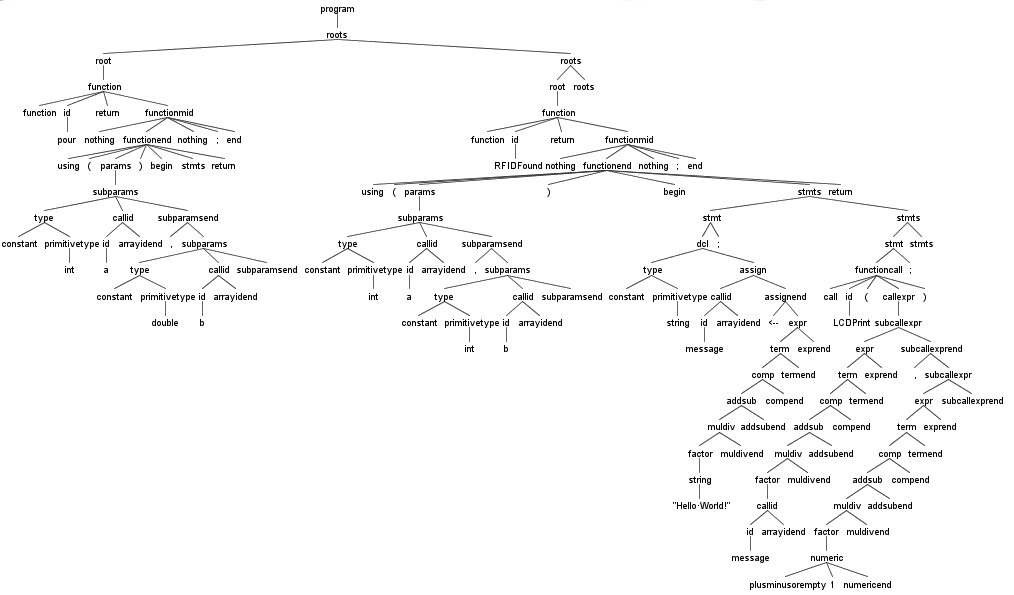 program
roots
root roots
function root roots
function id return functionmid function
pour nothing functionend nothing ; end function id return functionmid
using ( params ) begin stmts return RFIDFound nothing functionend nothing ; end
subparams using ( params ) begin stmts return
type callid subparamsend subparams stmt stmts
constant primitivetype id arrayidend , subparams type callid subparamsend dcl ; stmt stmts
int a type callid subparamsend constant primitivetype id arrayidend , subparams type assign functioncall ;
constant primitivetype id arrayidend int a type callid subparamsend constant primitivetype callid assignend call id ( callexpr )
double b constant primitivetype id arrayidend string id arrayidend <-- expr LCDPrint subcallexpr
int b message term exprend expr subcallexprend
comp termend term exprend , subcallexpr
addsub compend comp termend expr subcallexprend
muldiv addsubend addsub compend term exprend
factor muldivend muldiv addsubend comp termend
string factor muldivend addsub compend
"Hello·World!" callid muldiv addsubend
id arrayidend factor muldivend
message numeric
plusminusorempty 1 numericend